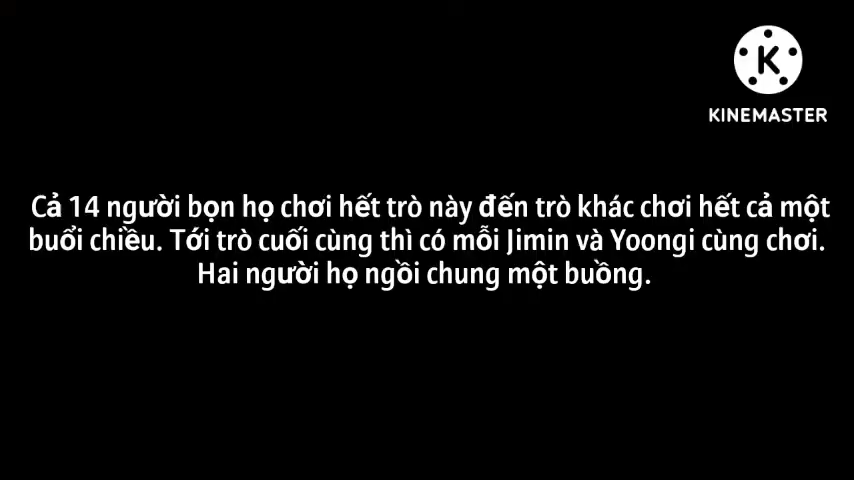 KINEMASTER
Cả 14 người bọn họ chơi hết trò này đến trò khác chơi hết cả một
buổi chiều. Tới trò cuối cùng thì có mỗi Jimin và Yoongi cùng chơi.
Hai người họ ngồi chung một buồng.